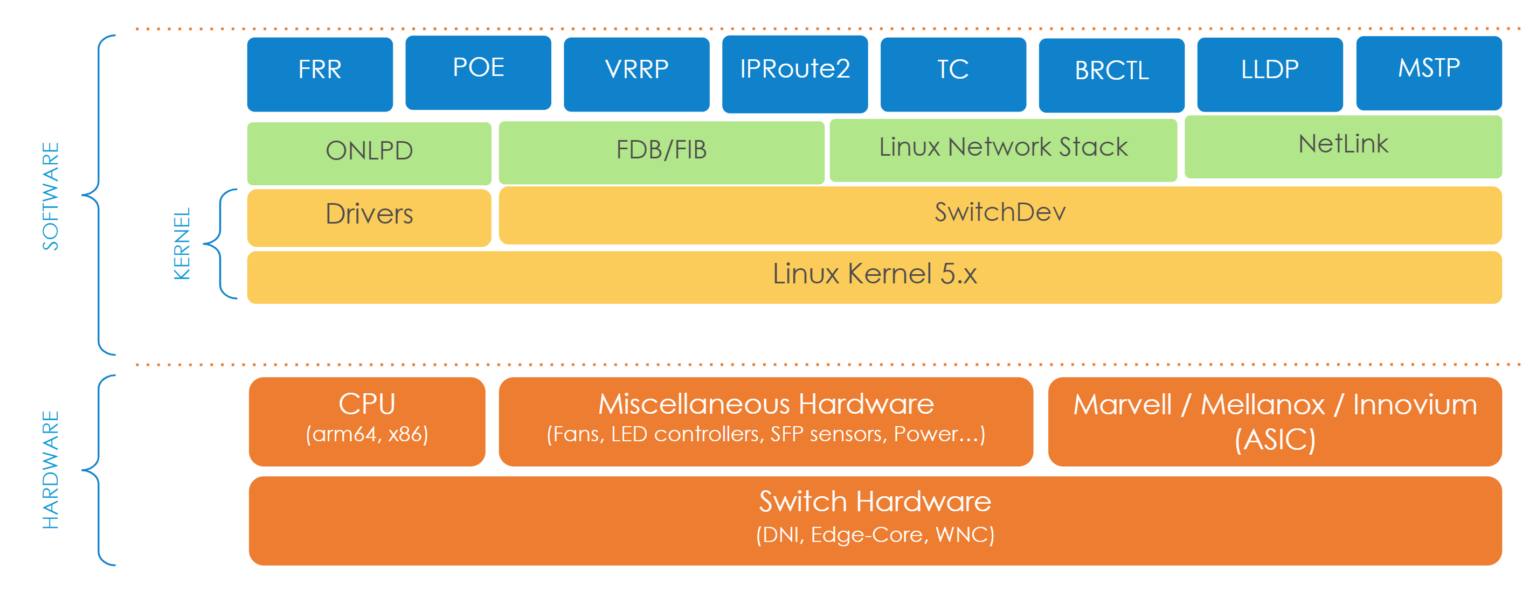 SOFTWARE
FRR
POE
VRRP
IPRoute2
TC
BRCTL
LLDP
MSTP
ONLPD
FDB/FIB
Linux Network Stack
NetLink
KERNEL
Drivers
SwitchDev
Linux Kernel 5.x
HARDWARE
CPU
(arm64, x86)
Miscellaneous Hardware
(Fans, LED controllers, SFP sensors, Power...)
Marvell / Mellanox / Innovium
(ASIC)
Switch Hardware
(DNI, Edge-Core, WNC)